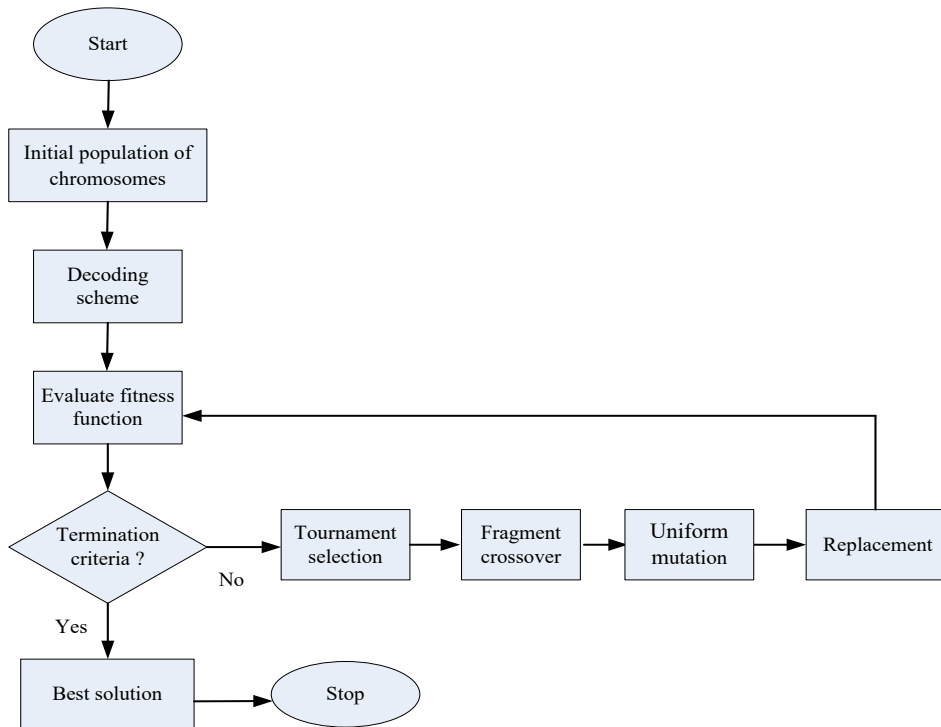 Start
Initial population of
chromosomes
Decoding
scheme
Evaluate fitness
function
Termination
criteria ?
No
Tournament
selection
Fragment
crossover
Uniform
mutation
Replacement
Yes
Best solution
Stop